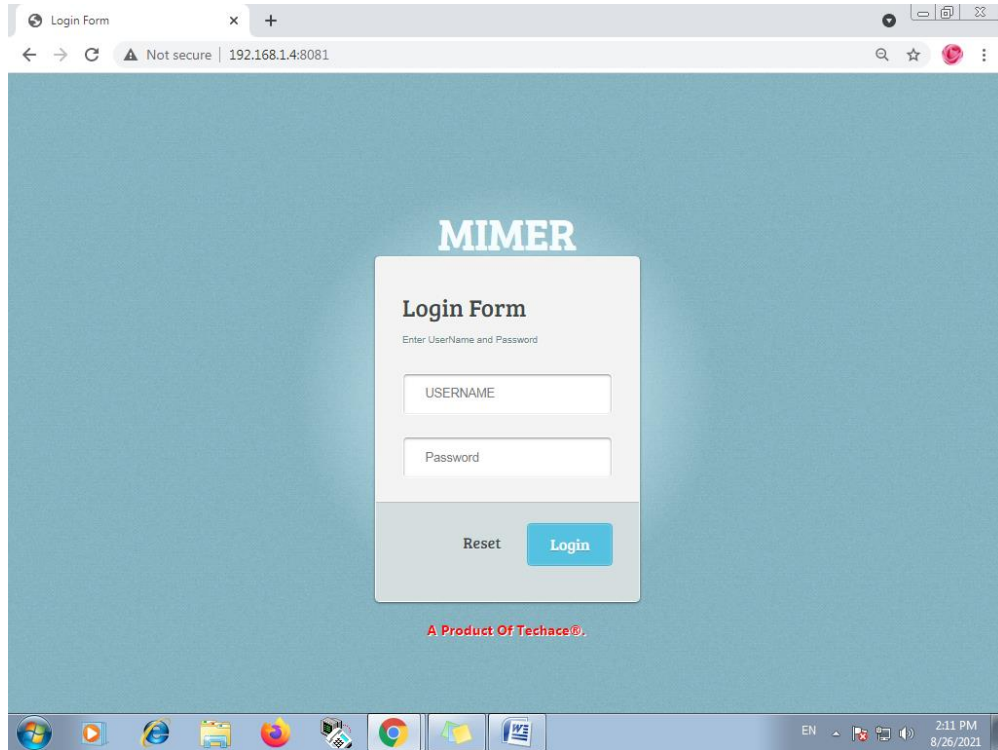 Login Form
Not secure | 192.168.1.4:8081
MIMER
Login Form
Enter UserName and Password
USERNAME
Password
Reset Login
A Product Of Techace®.
EN
2:11 PM
8/26/2021